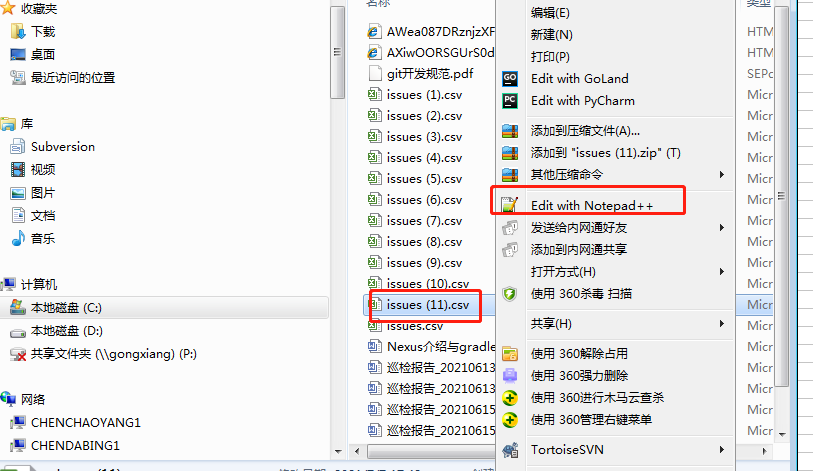 收藏夹
下载
桌面
最近访问的位置
库
Subversion
视频
图片
文档
音乐
计算机
本地磁盘 (C:)
本地磁盘 (D:)
共享文件夹 (\\gongxiang) (P:)
网络
CHENCHAOYANG1
CHENDABING1
名称
类型
AWea087DRznjzXF
HTM
AXiwOORSGUrS0d
HTM
git开发规范.pdf
SEPo
issues (1).csv
Micr
issues (2).csv
Micr
issues (3).csv
Micr
issues (4).csv
Micr
issues (5).csv
Micr
issues (6).csv
Micr
issues (7).csv
Micr
issues (8).csv
Micr
issues (9).csv
Micr
issues (10).csv
Micr
issues (11).csv
Micr
issues.csv
Micr
Nexus介绍与gradle
Micr
巡检报告_20210613
Micr
巡检报告_20210614
Micr
巡检报告_20210615
Micr
巡检报告_20210615
Micr
编辑(E)
新建(N)
打印(P)
Edit with GoLand
Edit with PyCharm
添加到压缩文件(A)...
添加到 "issues (11).zip" (T)
其他压缩命令
Edit with Notepad++
发送给内网通好友
添加到内网通共享
打开方式(H)
使用 360杀毒 扫描
共享(H)
使用 360解除占用
使用 360强力删除
使用 360进行木马云查杀
使用 360管理右键菜单
TortoiseSVN